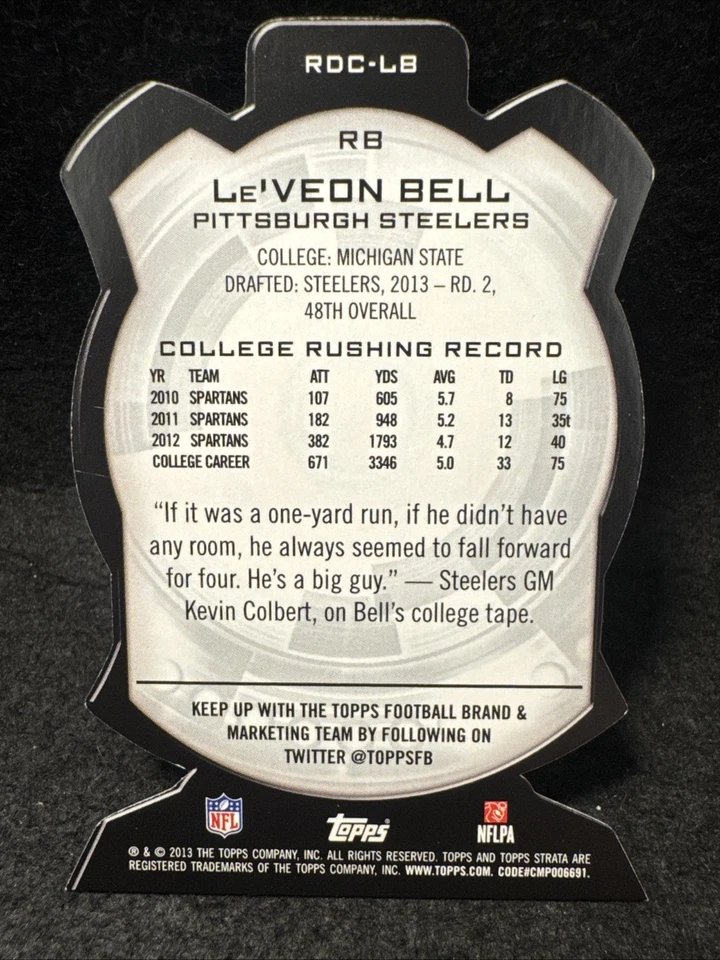 RDC-LB
RB
Le'VEON BELL
PITTSBURGH STEELERS
COLLEGE: MICHIGAN STATE
DRAFTED: STEELERS, 2013 – RD. 2,
48TH OVERALL
COLLEGE RUSHING RECORD
YR TEAM ATT YDS AVG TD LG
2010 SPARTANS 107 605 5.7 8 75
2011 SPARTANS 182 948 5.2 13 35t
2012 SPARTANS 382 1793 4.7 12 40
COLLEGE CAREER 671 3346 5.0 33 75
“If it was a one-yard run, if he didn’t have
any room, he always seemed to fall forward
for four. He’s a big guy.” — Steelers GM
Kevin Colbert, on Bell’s college tape.
KEEP UP WITH THE TOPPS FOOTBALL BRAND &
MARKETING TEAM BY FOLLOWING ON
TWITTER @TOPPSFB
NFL TOPPS NFLPA
® & © 2013 THE TOPPS COMPANY, INC. ALL RIGHTS RESERVED. TOPPS AND TOPPS STRATA ARE
REGISTERED TRADEMARKS OF THE TOPPS COMPANY, INC. WWW.TOPPS.COM. CODE#CMP006691.